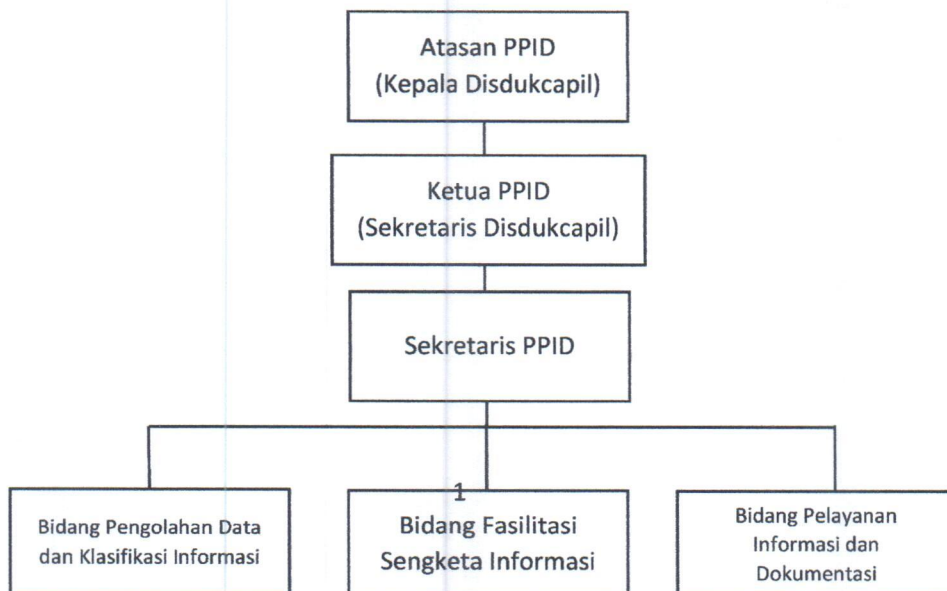 Atasan PPID
(Kepala Disdukcapil)
Ketua PPID
(Sekretaris Disdukcapil)
Sekretaris PPID
1
Bidang Pengolahan Data
dan Klasifikasi Informasi
Bidang Fasilitasi
Sengketa Informasi
Bidang Pelayanan
Informasi dan
Dokumentasi